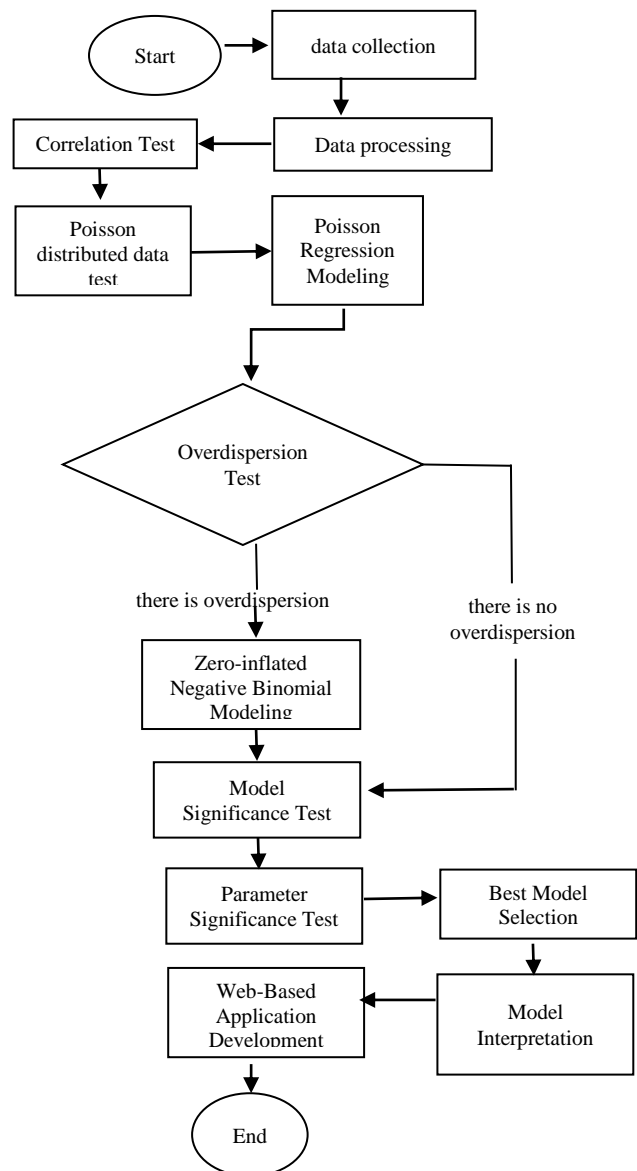 Start
data collection
Data processing
Correlation Test
Poisson
distributed data
test
Poisson
Regression
Modeling
Overdispersion
Test
there is overdispersion
there is no
overdispersion
Zero-inflated
Negative Binomial
Modeling
Model
Significance Test
Parameter
Significance Test
Best Model
Selection
Model
Interpretation
Web-Based
Application
Development
End